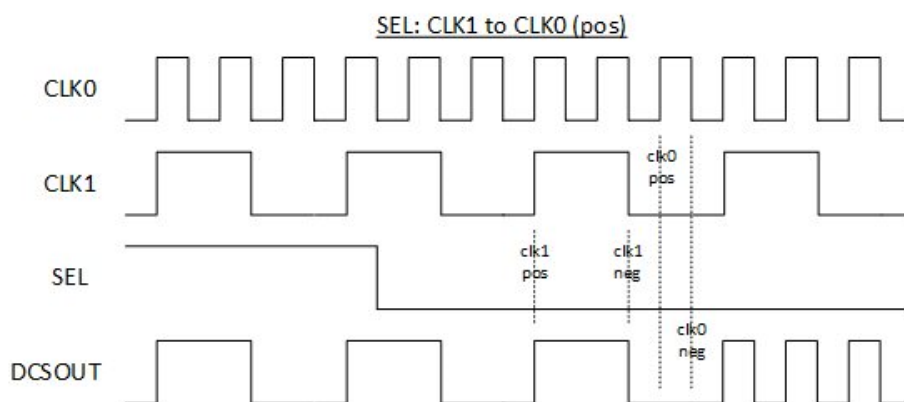 SEL: CLK1 to CLK0 (pos)
CLK0
CLK1
clk0
pos
SEL
clk1
pos
clk1
neg
clk0
neg
DCSOUT